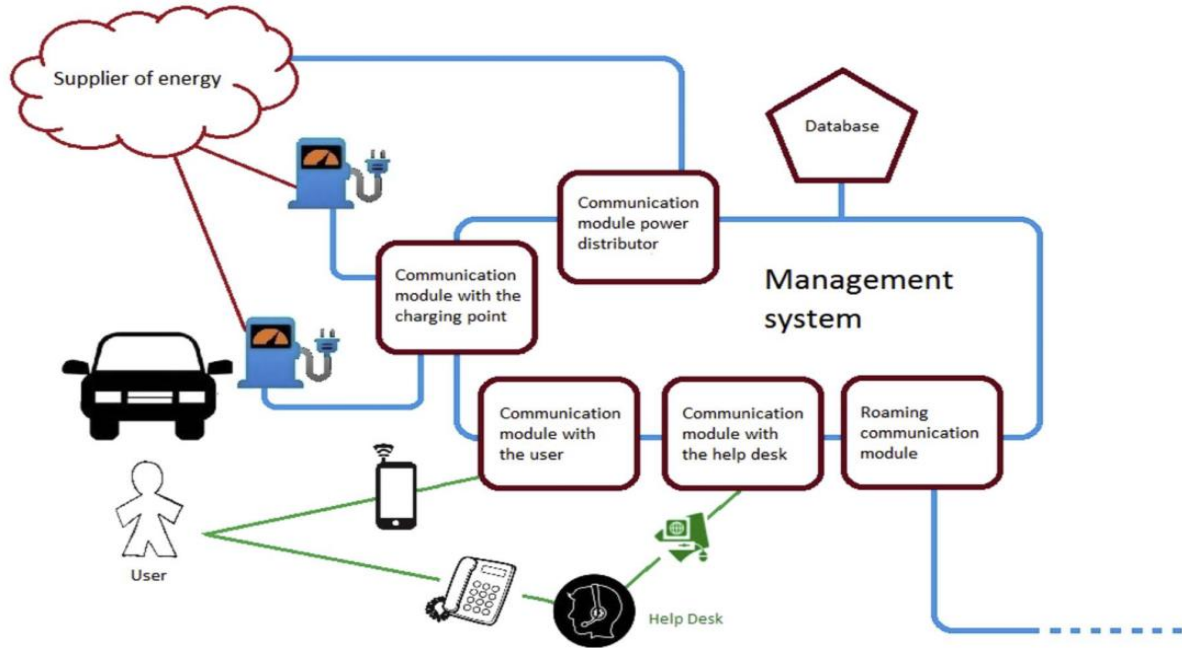 Supplier of energy
Database
Communication
module power
distributor
Communication
module with the
charging point
Management
system
Communication
module with
the user
Communication
module with
the help desk
Roaming
communication
module
User
Help Desk